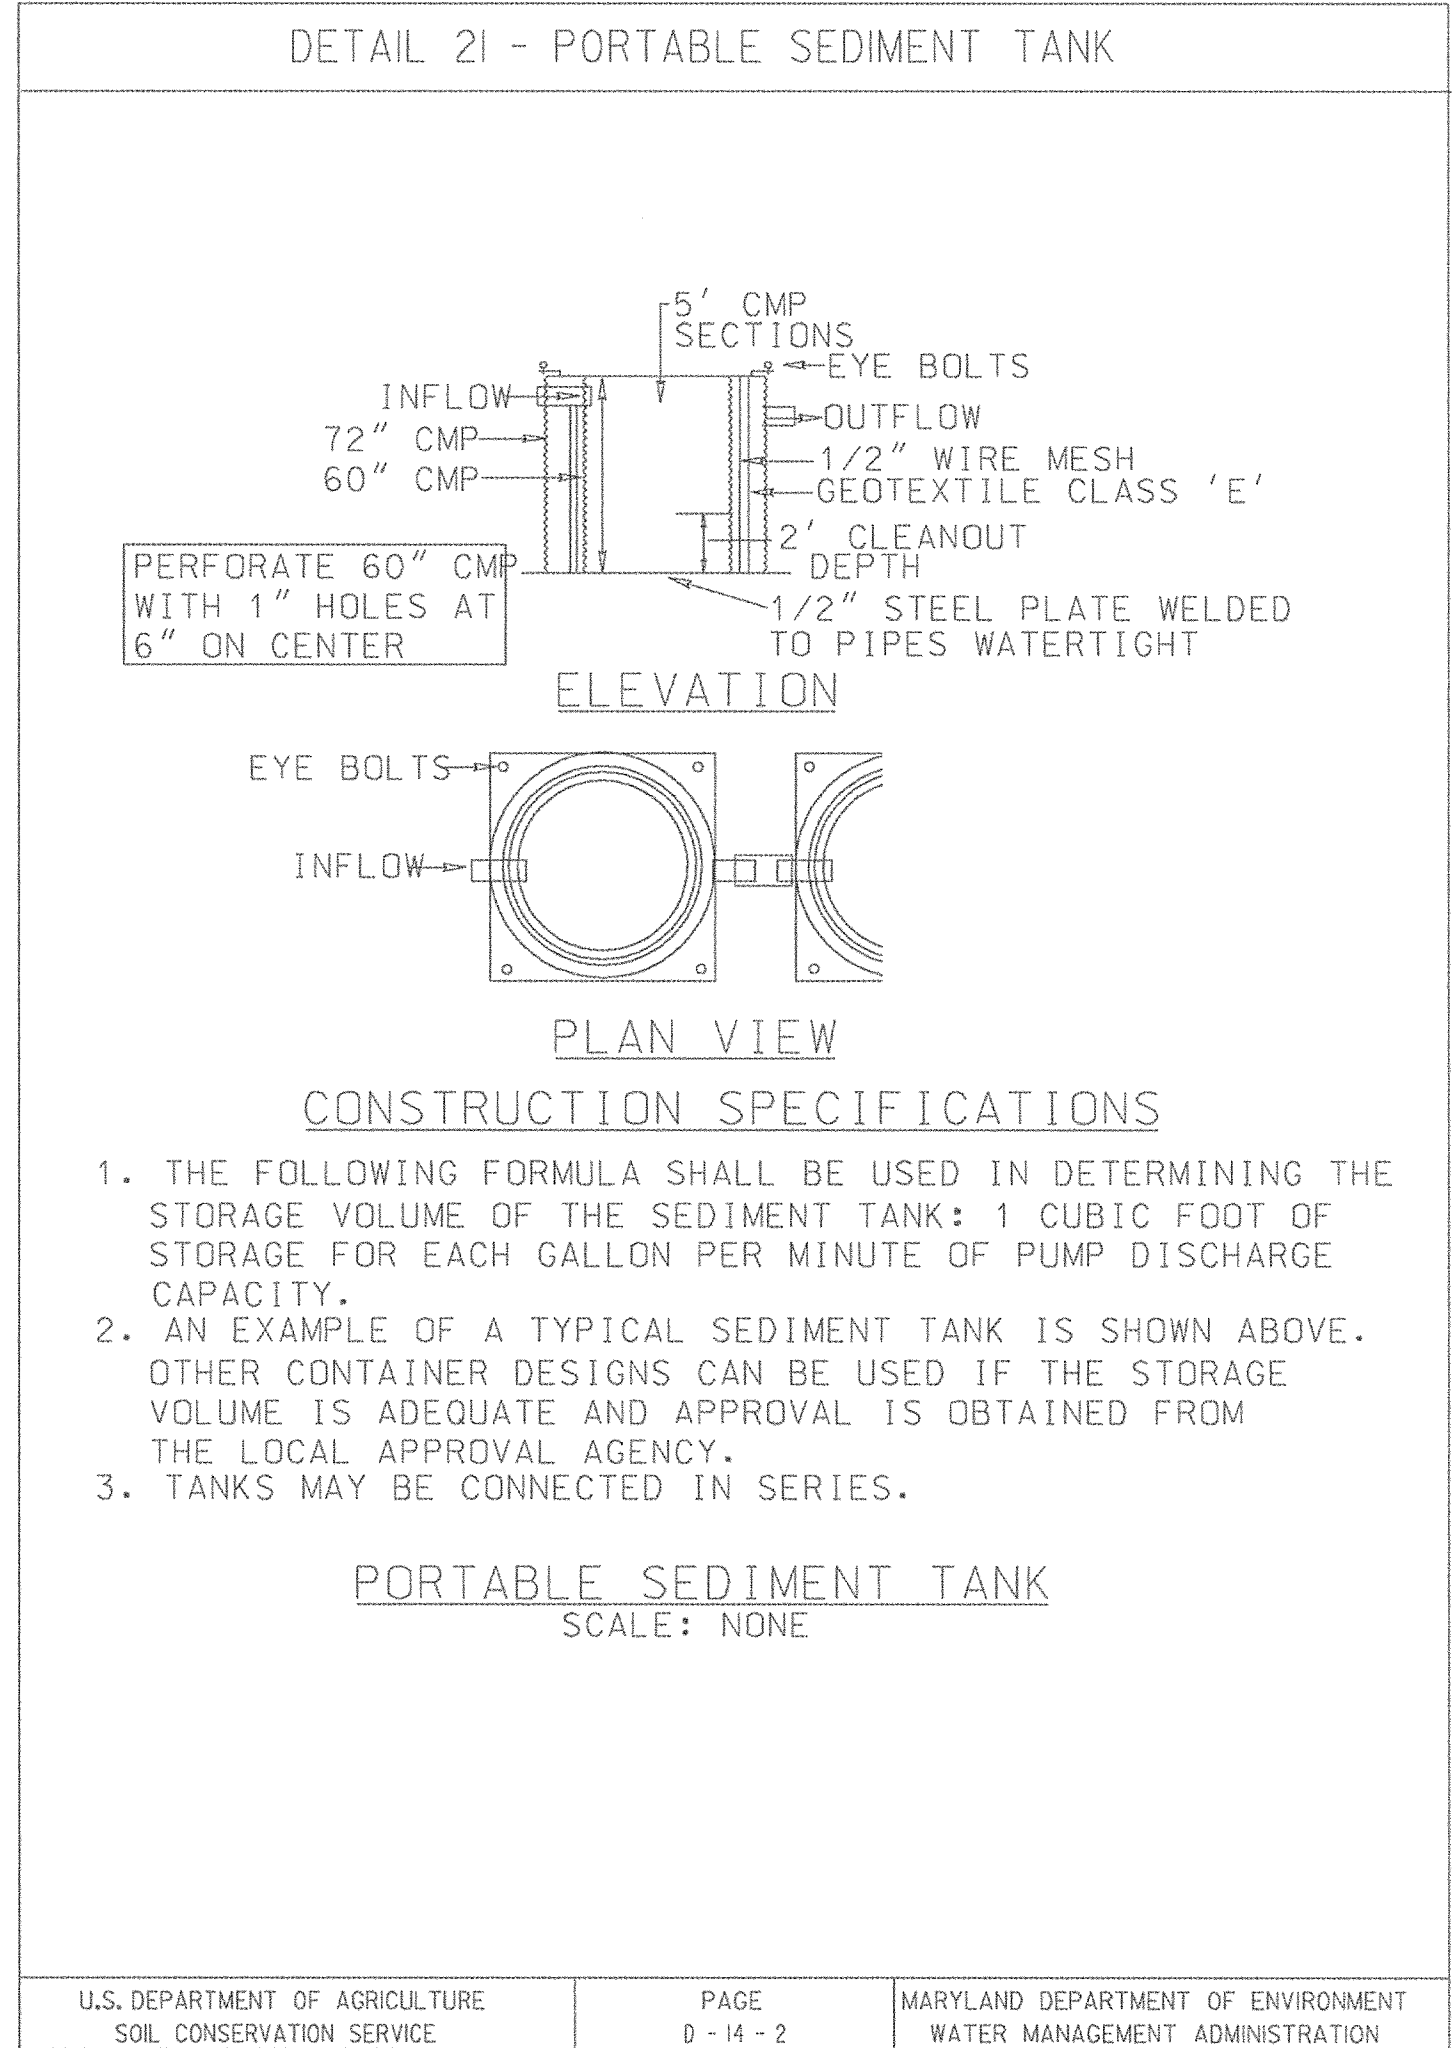 DETAIL 21 - PORTABLE SEDIMENT TANK
5' CMP
SECTIONS
EYE BOLTS
INFLOW
OUTFLOW
72" CMP
1/2" WIRE MESH
60" CMP
GEOTEXTILE CLASS 'E'
2' CLEANOUT
DEPTH
PERFORATE 60" CMP
WITH 1" HOLES AT
6" ON CENTER
1/2" STEEL PLATE WELDED
TO PIPES WATERTIGHT
ELEVATION
EYE BOLTS
INFLOW
PLAN VIEW
CONSTRUCTION SPECIFICATIONS
1. THE FOLLOWING FORMULA SHALL BE USED IN DETERMINING THE
STORAGE VOLUME OF THE SEDIMENT TANK: 1 CUBIC FOOT OF
STORAGE FOR EACH GALLON PER MINUTE OF PUMP DISCHARGE
CAPACITY.
2. AN EXAMPLE OF A TYPICAL SEDIMENT TANK IS SHOWN ABOVE.
OTHER CONTAINER DESIGNS CAN BE USED IF THE STORAGE
VOLUME IS ADEQUATE AND APPROVAL IS OBTAINED FROM
THE LOCAL APPROVAL AGENCY.
3. TANKS MAY BE CONNECTED IN SERIES.
PORTABLE SEDIMENT TANK
SCALE: NONE
U.S. DEPARTMENT OF AGRICULTURE
SOIL CONSERVATION SERVICE
PAGE
D - 14 - 2
MARYLAND DEPARTMENT OF ENVIRONMENT
WATER MANAGEMENT ADMINISTRATION